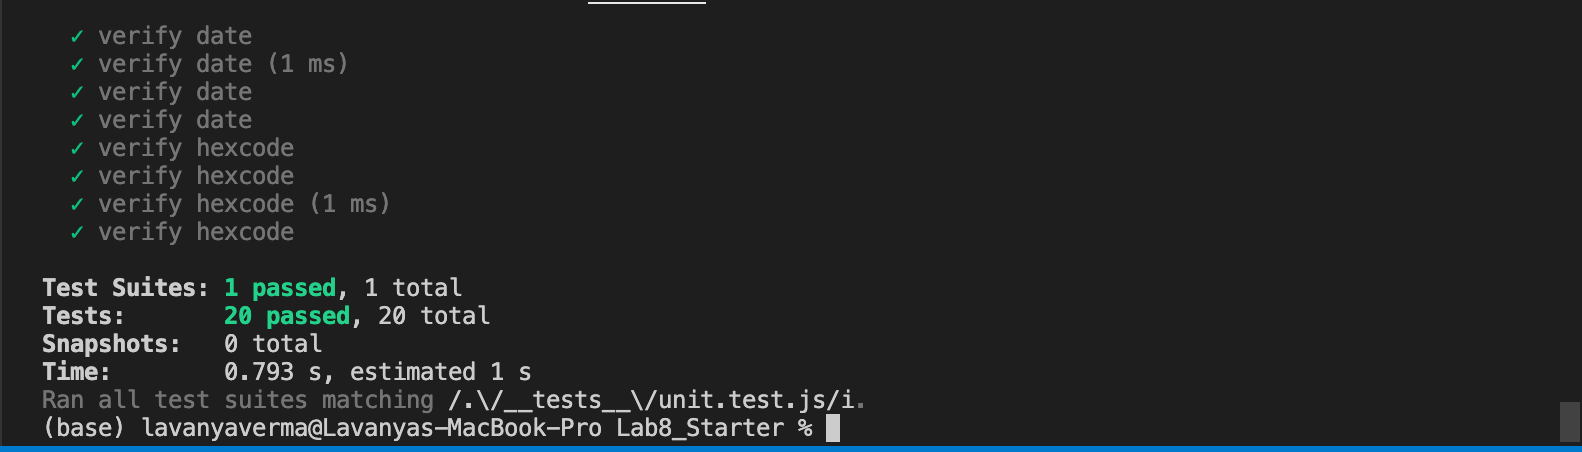 ✓ verify date
✓ verify date (1 ms)
✓ verify date
✓ verify date
✓ verify hexcode
✓ verify hexcode
✓ verify hexcode (1 ms)
✓ verify hexcode
Test Suites: 1 passed, 1 total
Tests: 20 passed, 20 total
Snapshots: 0 total
Time: 0.793 s, estimated 1 s
Ran all test suites matching /.\/__tests__\/unit.test.js/i.
(base) lavanyaverma@Lavanyas-MacBook-Pro Lab8_Starter %